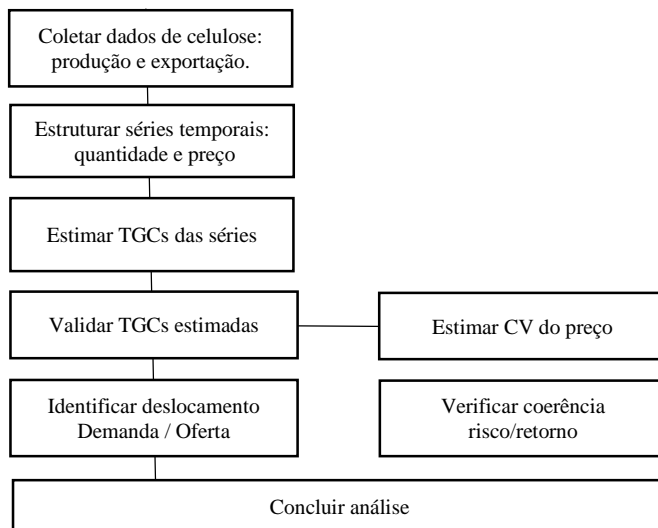 Coletar dados de celulose:
produção e exportação.
Estruturar séries temporais:
quantidade e preço
Estimar TGCs das séries
Validar TGCs estimadas
Estimar CV do preço
Identificar deslocamento
Demanda / Oferta
Verificar coerência
risco/retorno
Concluir análise